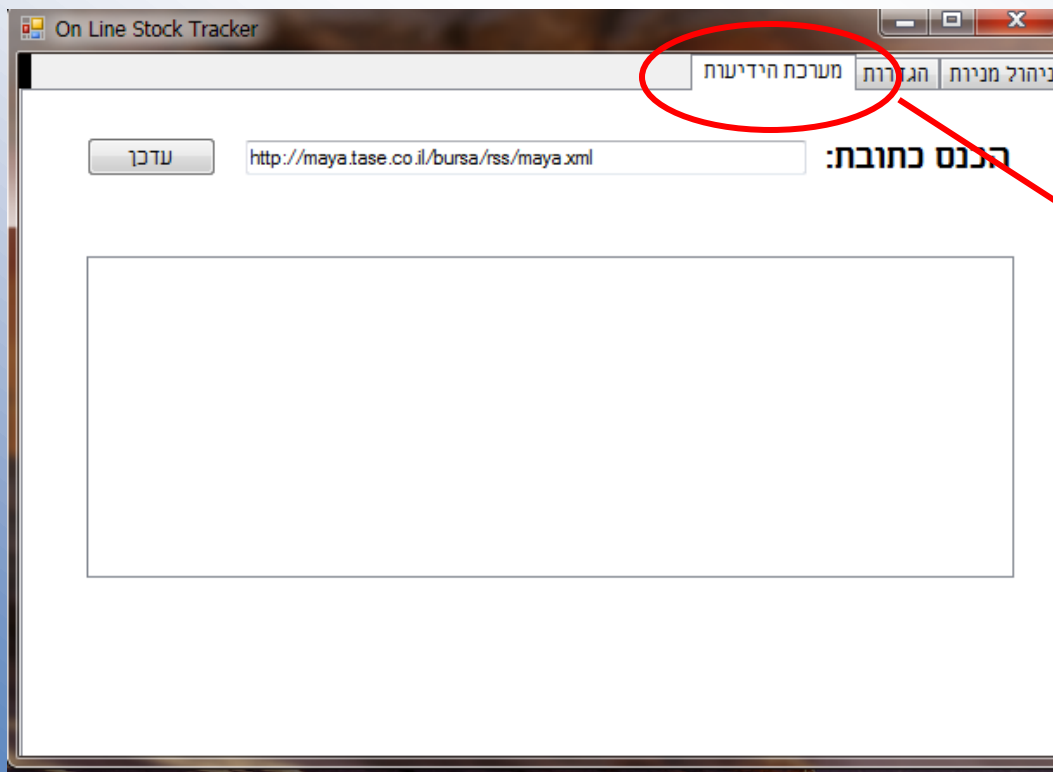 On Line Stock Tracker
ניהול מניות
הגדרות
מערכת הידיעות
הכנס כתובת:
http://maya.tase.co.il/bursa/rss/maya.xml
עדכן